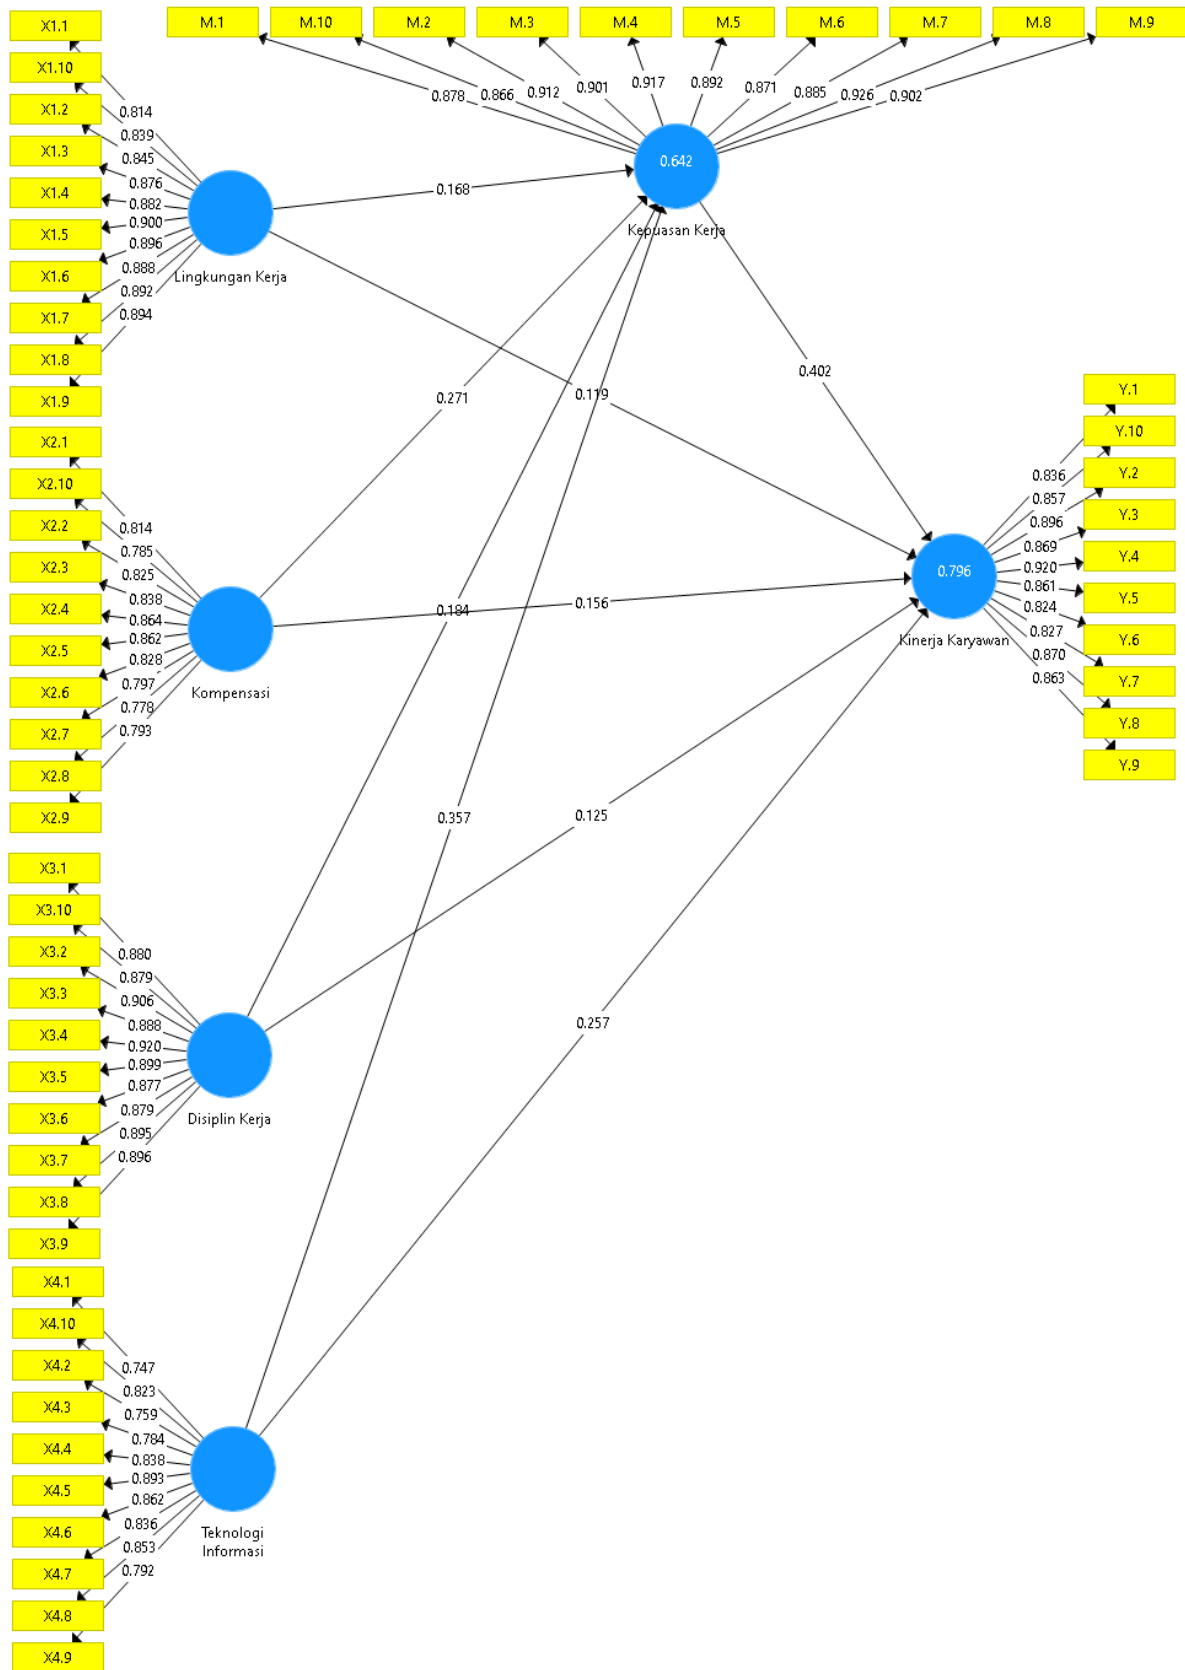 M.1
M.10
M.2
M.3
M.4
M.5
M.6
M.7
M.8
M.9
0.878
0.866
0.912
0.901
0.917
0.892
0.871
0.885
0.926
0.902
X1.1
X1.10
X1.2
X1.3
X1.4
X1.5
X1.6
X1.7
X1.8
X1.9
0.814
0.839
0.845
0.876
0.882
0.900
0.896
0.888
0.892
0.894
Lingkungan Kerja
0.642
Kepuasan Kerja
0.168
0.119
0.271
0.402
X2.1
X2.10
X2.2
X2.3
X2.4
X2.5
X2.6
X2.7
X2.8
X2.9
0.814
0.785
0.825
0.838
0.864
0.862
0.828
0.797
0.778
0.793
Kompensasi
0.184
0.156
0.796
Kinerja Karyawan
Y.1
Y.10
Y.2
Y.3
Y.4
Y.5
Y.6
Y.7
Y.8
Y.9
0.836
0.857
0.896
0.869
0.920
0.861
0.824
0.827
0.870
0.863
0.357
0.125
X3.1
X3.10
X3.2
X3.3
X3.4
X3.5
X3.6
X3.7
X3.8
X3.9
0.880
0.879
0.906
0.888
0.920
0.899
0.877
0.879
0.895
0.896
Disiplin Kerja
0.257
X4.1
X4.10
X4.2
X4.3
X4.4
X4.5
X4.6
X4.7
X4.8
X4.9
0.747
0.823
0.759
0.784
0.838
0.893
0.862
0.836
0.853
0.792
Teknologi
Informasi